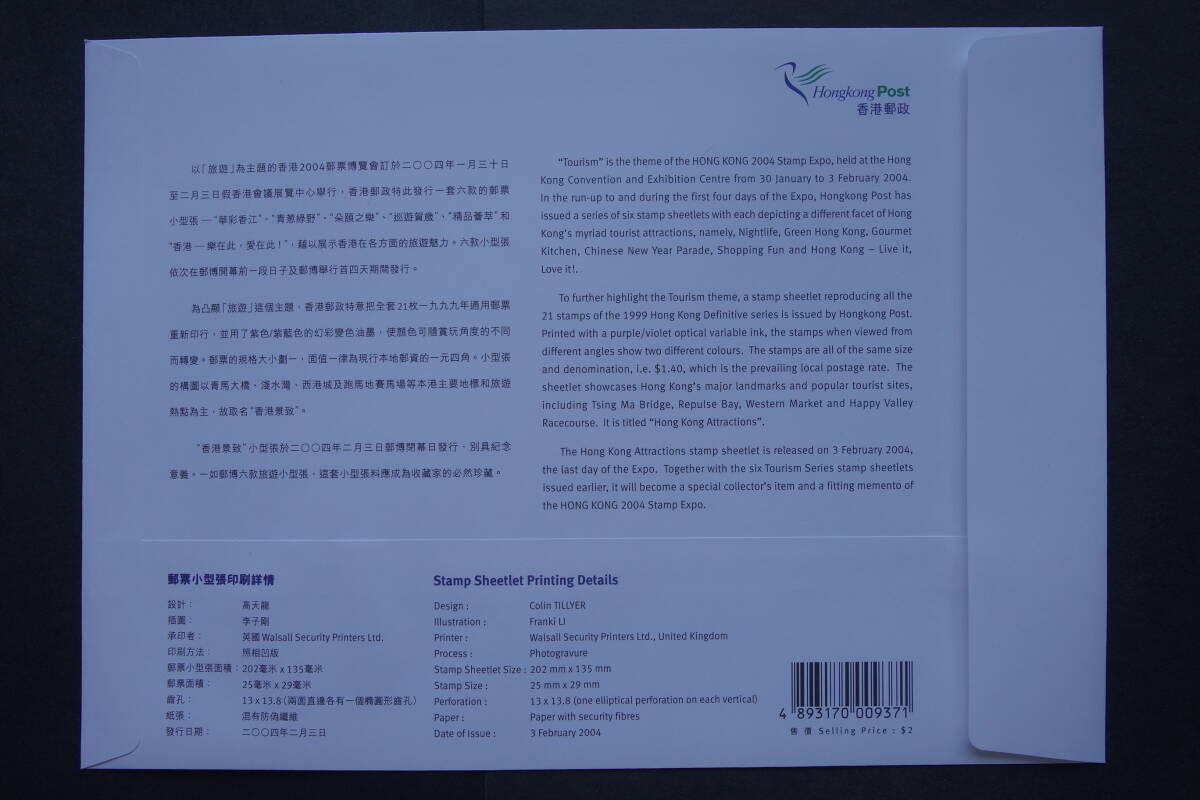 Hongkong Post
香港郵政
以「旅遊」為主題的香港2004郵票博覽會訂於二〇〇四年一月三十日
至二月三日假香港會議展覽中心舉行，香港郵政特此發行一套六款的郵票
小型張 — “華彩香江”、“青葱綠野”、“朵頤之樂”、“巡遊賀歲”、“精品薈萃”和
“香港 — 樂在此，愛在此！”，藉以展示香港在各方面的旅遊魅力。六款小型張
依次在郵博開幕前一段日子及郵博舉行首四天期間發行。
為凸顯「旅遊」這個主題，香港郵政特意把全套21枚一九九九年通用郵票
重新印行，並用了紫色/紫藍色的幻彩變色油墨，使顏色可隨賞玩角度的不同
而轉變。郵票的規格大小劃一，面值一律為現行本地郵資的一元四角。小型張
的構圖以青馬大橋、淺水灣、西港城及跑馬地賽馬場等本港主要地標和旅遊
熱點為主，故取名“香港景致”。
“香港景致”小型張於二〇〇四年二月三日郵博閉幕日發行，別具紀念
意義。一如郵博六款旅遊小型張，這套小型張料應成為收藏家的必然珍藏。
“Tourism” is the theme of the HONG KONG 2004 Stamp Expo, held at the Hong
Kong Convention and Exhibition Centre from 30 January to 3 February 2004.
In the run-up to and during the first four days of the Expo, Hongkong Post has
issued a series of six stamp sheetlets with each depicting a different facet of Hong
Kong’s myriad tourist attractions, namely, Nightlife, Green Hong Kong, Gourmet
Kitchen, Chinese New Year Parade, Shopping Fun and Hong Kong – Live it,
Love it!.
To further highlight the Tourism theme, a stamp sheetlet reproducing all the
21 stamps of the 1999 Hong Kong Definitive series is issued by Hongkong Post.
Printed with a purple/violet optical variable ink, the stamps when viewed from
different angles show two different colours. The stamps are all of the same size
and denomination, i.e. $1.40, which is the prevailing local postage rate. The
sheetlet showcases Hong Kong’s major landmarks and popular tourist sites,
including Tsing Ma Bridge, Repulse Bay, Western Market and Happy Valley
Racecourse. It is titled “Hong Kong Attractions”.
The Hong Kong Attractions stamp sheetlet is released on 3 February 2004,
the last day of the Expo. Together with the six Tourism Series stamp sheetlets
issued earlier, it will become a special collector’s item and a fitting memento of
the HONG KONG 2004 Stamp Expo.
郵票小型張印刷詳情
設計： 高天龍
插圖： 李子剛
承印者： 英國Walsall Security Printers Ltd.
印刷方法： 照相凹版
郵票小型張面積： 202毫米 x 135毫米
郵票面積： 25毫米 x 29毫米
齒孔： 13 x 13.8（兩面直邊各有一個橢圓形齒孔）
紙張： 混有防偽纖維
發行日期： 二〇〇四年二月三日
Stamp Sheetlet Printing Details
Design : Colin TILLYER
Illustration : Franki LI
Printer : Walsall Security Printers Ltd., United Kingdom
Process : Photogravure
Stamp Sheetlet Size : 202 mm x 135 mm
Stamp Size : 25 mm x 29 mm
Perforation : 13 x 13.8 (one elliptical perforation on each vertical)
Paper : Paper with security fibres
Date of Issue : 3 February 2004
4 893170 009371
售 價 Selling Price : $2